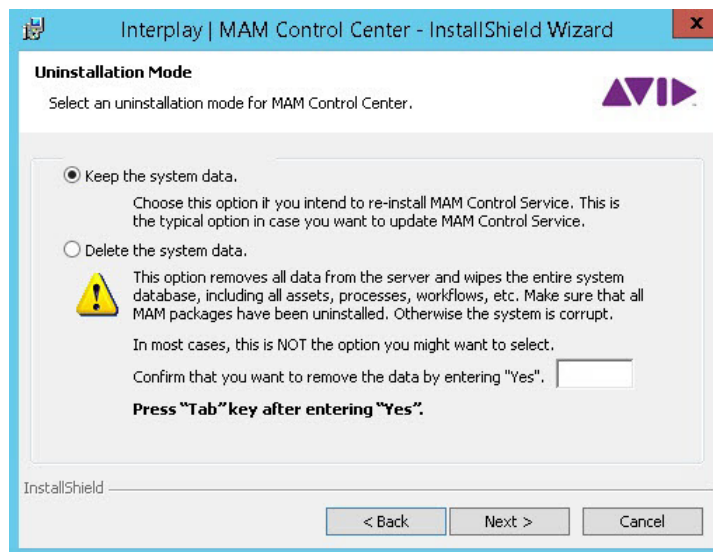 Interplay | MAM Control Center - InstallShield Wizard
x
Uninstallation Mode
Select an uninstallation mode for MAM Control Center.
AVID
Keep the system data.
Choose this option if you intend to re-install MAM Control Service. This is
the typical option in case you want to update MAM Control Service.
Delete the system data.
This option removes all data from the server and wipes the entire system
database, including all assets, processes, workflows, etc. Make sure that all
MAM packages have been uninstalled. Otherwise the system is corrupt.
In most cases, this is NOT the option you might want to select.
Confirm that you want to remove the data by entering "Yes".
Press “Tab” key after entering “Yes”.
InstallShield
< Back
Next >
Cancel